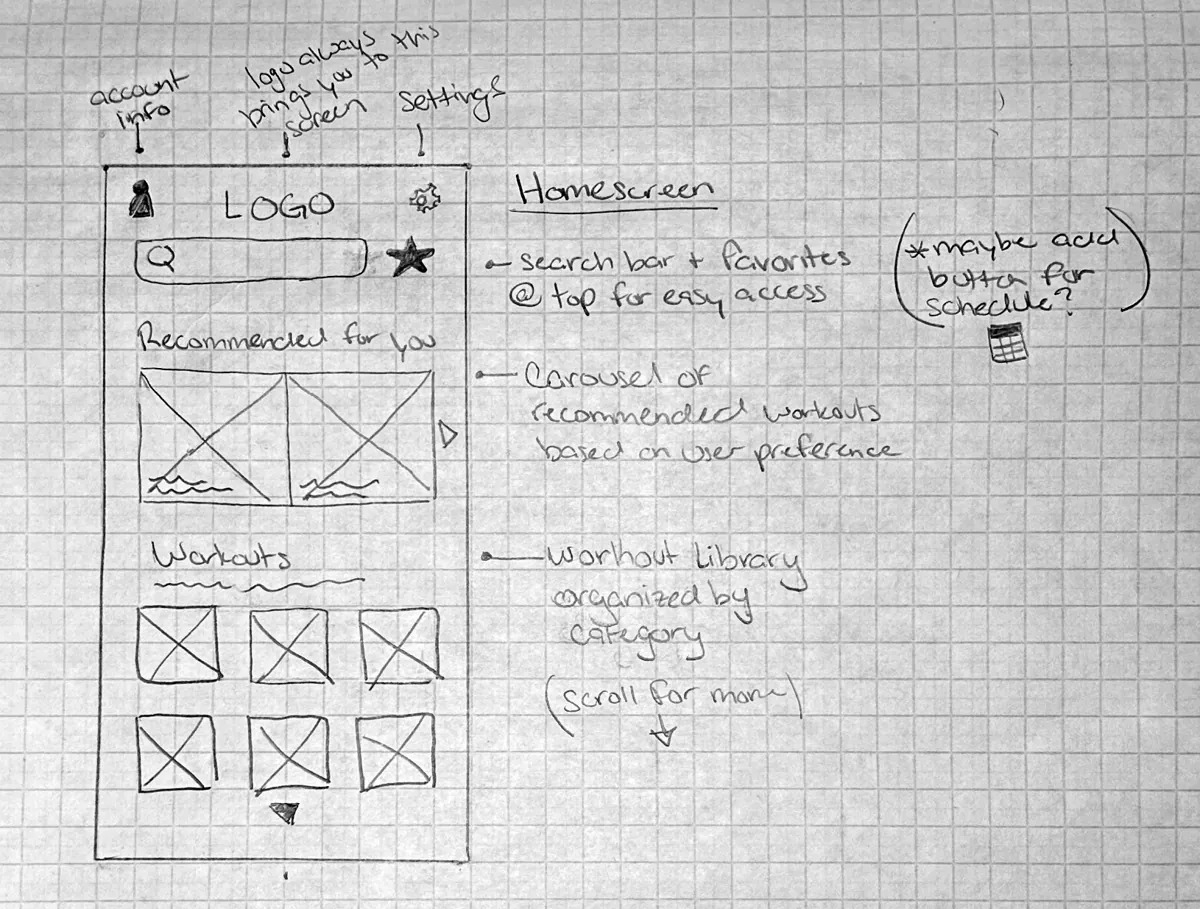 account
info
logo always
brings you to this
screen
settings
LOGO
Homescreen
search bar + favorites
@ top for easy access
*maybe add
button for
schedule?
Recommended for you
Carousel of
recommended workouts
based on user preference
Workouts
Workout Library
organized by
category
(scroll for more)